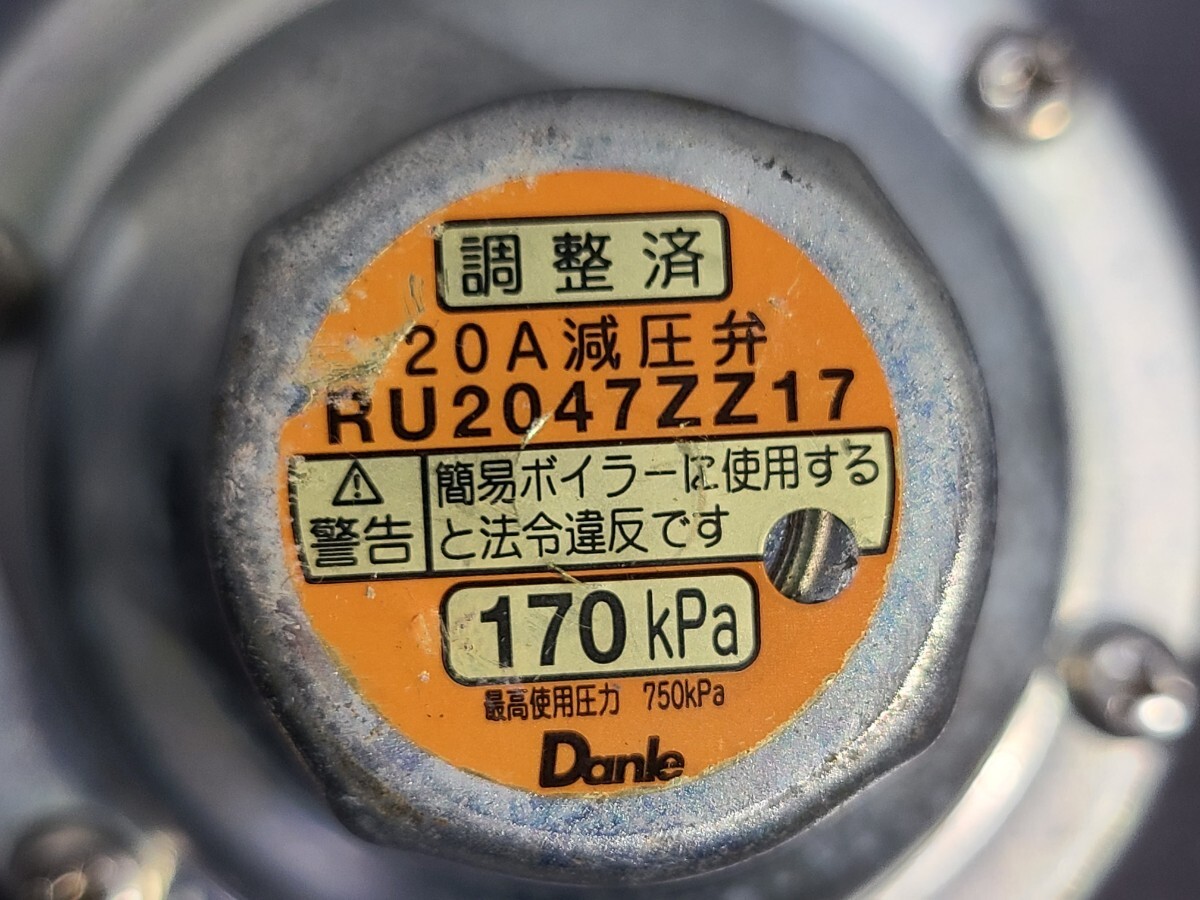 調整済
20A減圧弁
RU2047ZZ17
警告
簡易ボイラーに使用する
と法令違反です
170kPa
最高使用圧力 750kPa
Danle